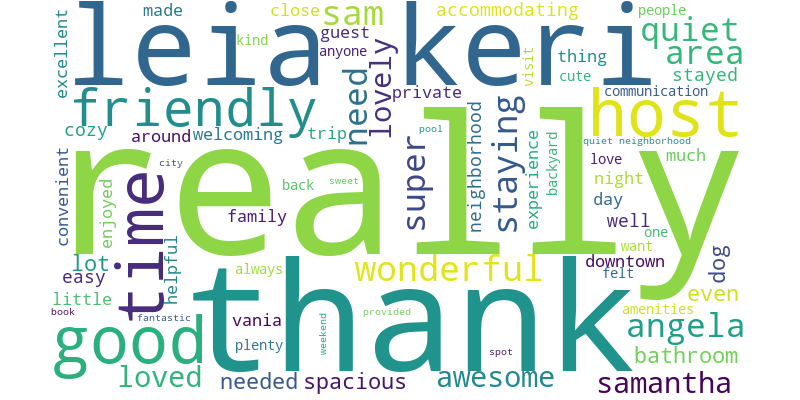 leia keri
really
thank
friendly
host
time
good
wonderful
sam
quiet
area
lovely
need
super
staying
angela
samantha
awesome
loved
spacious
needed
bathroom
made
close
kind
guest
anyone
accommodating
people
excellent
thing
cute
visit
stayed
private
communication
cozy
around
welcoming
trip
pool
neighborhood
experience
backyard
quiet neighborhood
love
much
city
convenient
enjoyed
back
sweet
night
day
family
well
one
want
lot
easy
helpful
always
downtown
felt
dog
little
book
fantastic
vania
plenty
weekend
provided
spot
even
amenities